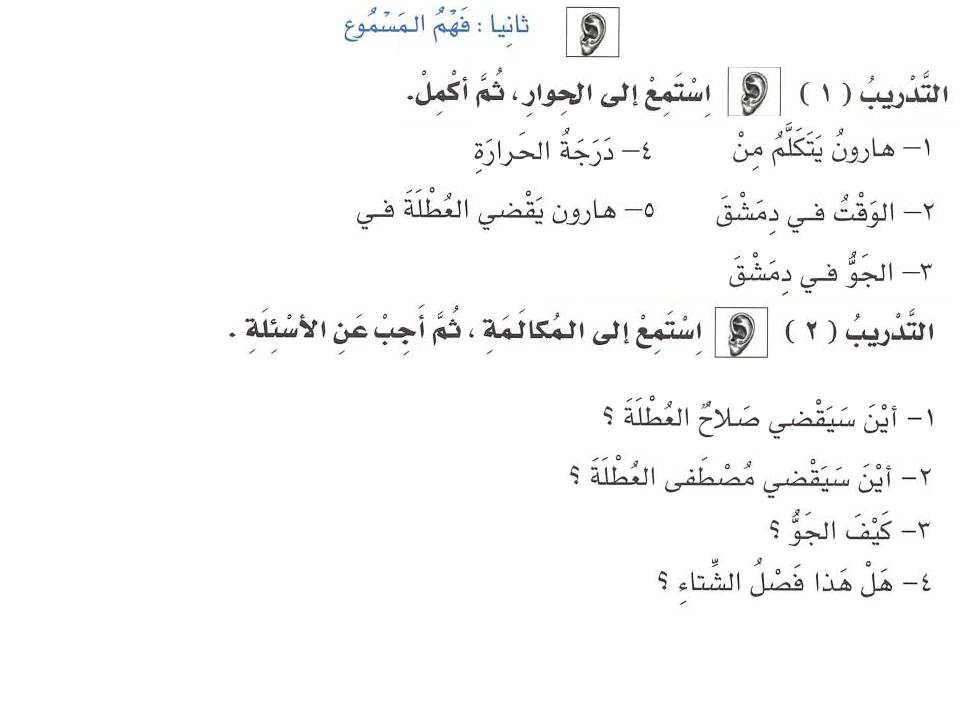 ثانِيا : فَهْمُ المَسْمُوع
التَّدْريبُ ( ١ ) اِسْتَمِعْ إلى الحِوارِ ، ثُمَّ أكْمِلْ.
١– هارونُ يَتَكَلَّمُ مِنْ ٤– دَرَجَةُ الحَرارَةِ
٢– الوَقْتُ في دِمَشْقَ ٥– هارون يَقْضي العُطْلَةَ في
٣– الجَوُّ في دِمَشْقَ
التَّدْريبُ ( ٢ ) اِسْتَمِعْ إلى المُكالَمَةِ ، ثُمَّ أَجِبْ عَنِ الأسْئِلَةِ .
١– أيْنَ سَيَقْضي صَلاحٌ العُطْلَةَ ؟
٢– أيْنَ سَيَقْضي مُصْطَفى العُطْلَةَ ؟
٣– كَيْفَ الجَوُّ ؟
٤– هَلْ هَذا فَصْلُ الشِّتاءِ ؟